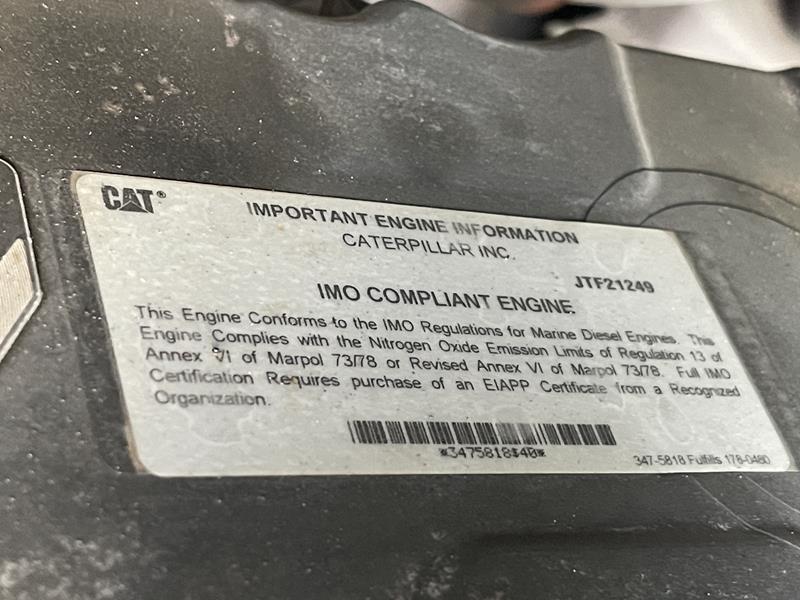 CAT®
IMPORTANT ENGINE INFORMATION
CATERPILLAR INC.
JTF21249
IMO COMPLIANT ENGINE.
This Engine Conforms to the IMO Regulations for Marine Diesel Engines. This
Engine Complies with the Nitrogen Oxide Emission Limits of Regulation 13 of
Annex VI of Marpol 73/78 or Revised Annex VI of Marpol 73/78. Full IMO
Certification Requires purchase of an EIAPP Certificate from a Recognized
Organization.
*3475818$40*
347-5818 Fulfills 178-0480